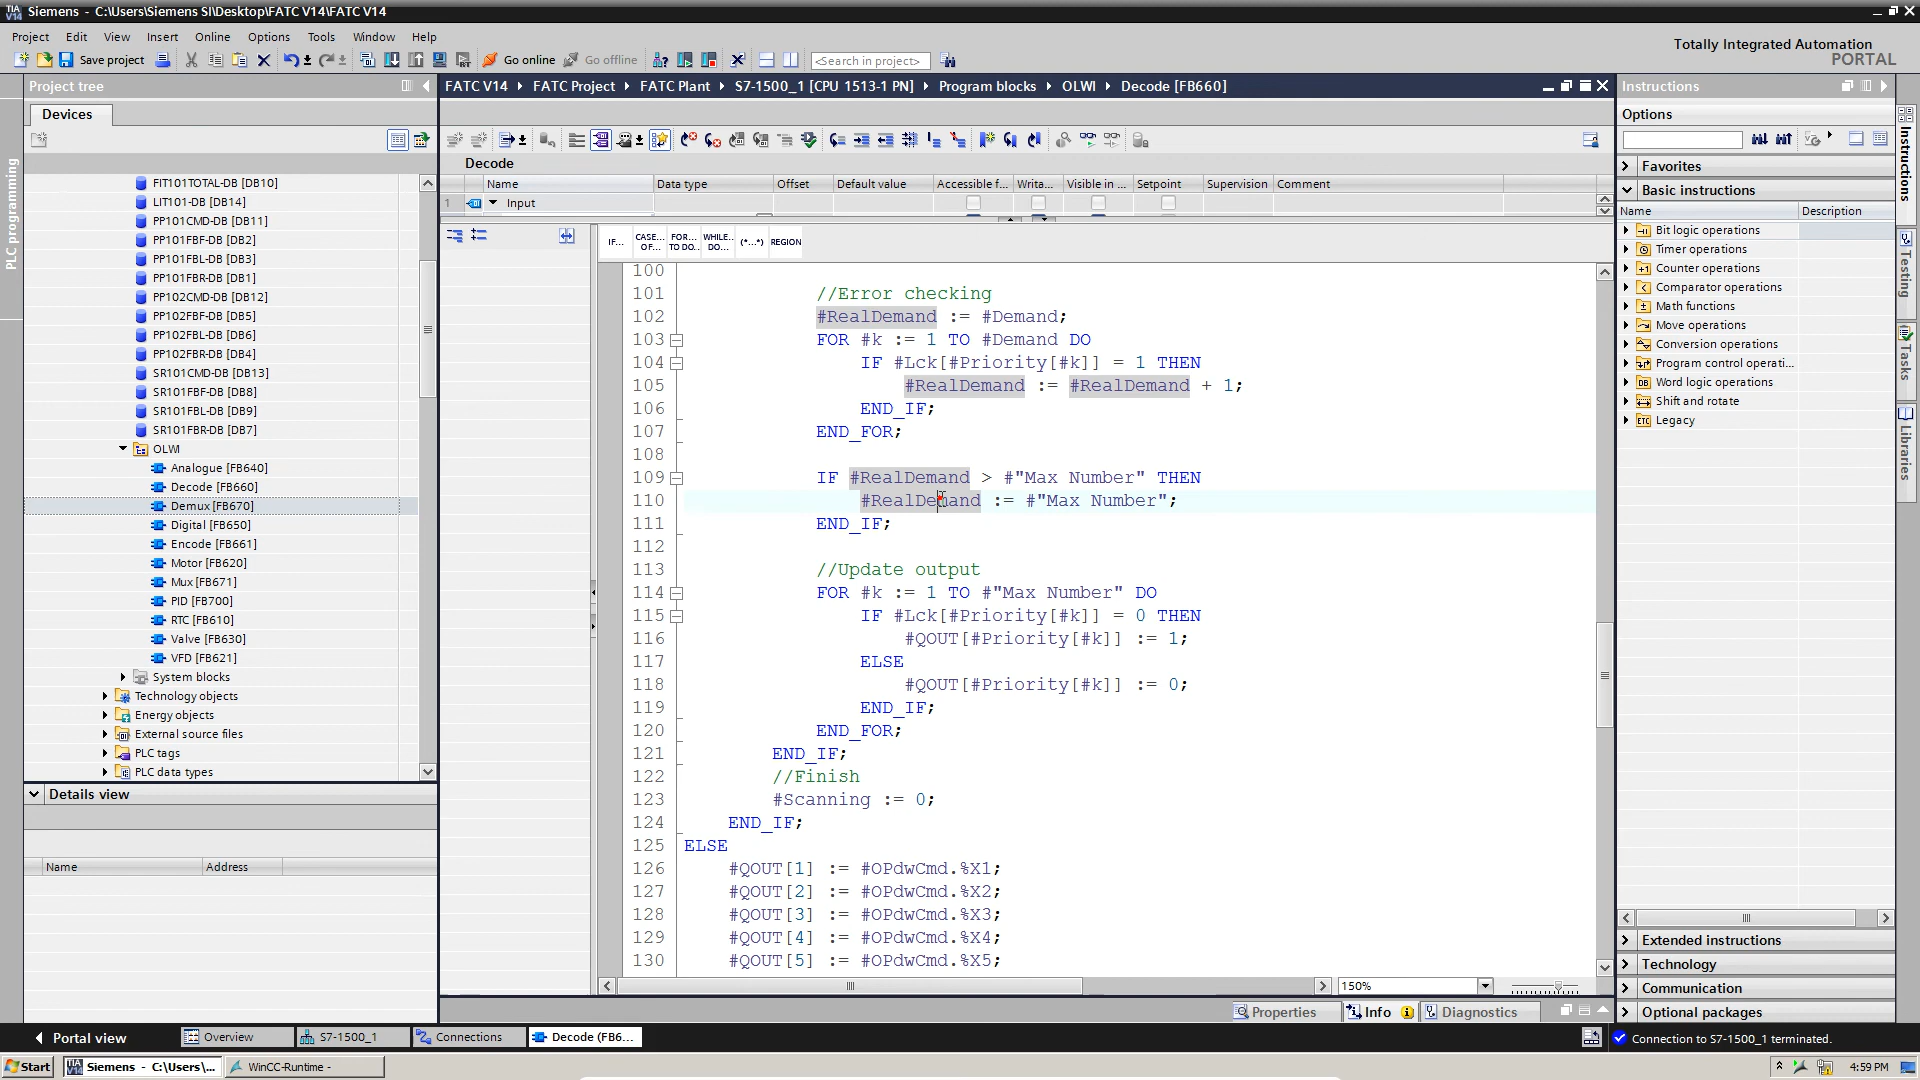 Siemens - C:\Users\Siemens SI\Desktop\FATC V14\FATC V14
Project Edit View Insert Online Options Tools Window Help
Totally Integrated Automation
PORTAL
Save project
Go online
Go offline
<Search in project>
Project tree
Devices
PLC programming
FIT101TOTAL-DB [DB10]
LIT101-DB [DB14]
PP101CMD-DB [DB11]
PP101FBF-DB [DB2]
PP101FBL-DB [DB3]
PP101FBR-DB [DB1]
PP102CMD-DB [DB12]
PP102FBF-DB [DB5]
PP102FBL-DB [DB6]
PP102FBR-DB [DB4]
SR101CMD-DB [DB13]
SR101FBF-DB [DB8]
SR101FBL-DB [DB9]
SR101FBR-DB [DB7]
OLWI
Analogue [FB640]
Decode [FB660]
Demux [FB670]
Digital [FB650]
Encode [FB661]
Motor [FB620]
Mux [FB671]
PID [FB700]
RTC [FB610]
Valve [FB630]
VFD [FB621]
System blocks
Technology objects
Energy objects
External source files
PLC tags
PLC data types
Details view
Name Address
FATC V14 FATC Project FATC Plant S7-1500_1 [CPU 1513-1 PN] Program blocks OLWI Decode [FB660]
Decode
Name Data type Offset Default value Accessible f... Writa... Visible in ... Setpoint Supervision Comment
1 Input
IF... CASE... OF... FOR... TO DO.. WHILE.. DO... (*...*) REGION
100
101 //Error checking
102 #RealDemand := #Demand;
103 FOR #k := 1 TO #Demand DO
104 IF #Lck[#Priority[#k]] = 1 THEN
105 #RealDemand := #RealDemand + 1;
106 END_IF;
107 END_FOR;
108
109 IF #RealDemand > #"Max Number" THEN
110 #RealDemand := #"Max Number";
111 END_IF;
112
113 //Update output
114 FOR #k := 1 TO #"Max Number" DO
115 IF #Lck[#Priority[#k]] = 0 THEN
116 #QOUT[#Priority[#k]] := 1;
117 ELSE
118 #QOUT[#Priority[#k]] := 0;
119 END_IF;
120 END_FOR;
121 END_IF;
122 //Finish
123 #Scanning := 0;
124 END_IF;
125 ELSE
126 #QOUT[1] := #OPdwCmd.%X1;
127 #QOUT[2] := #OPdwCmd.%X2;
128 #QOUT[3] := #OPdwCmd.%X3;
129 #QOUT[4] := #OPdwCmd.%X4;
130 #QOUT[5] := #OPdwCmd.%X5;
150%
Properties Info Diagnostics
Instructions
Options
Favorites
Basic instructions
Name Description
Bit logic operations
Timer operations
Counter operations
Comparator operations
Math functions
Move operations
Conversion operations
Program control operati...
Word logic operations
Shift and rotate
Legacy
Extended instructions
Technology
Communication
Optional packages
Instructions
Testing
Tasks
Libraries
Portal view Overview S7-1500_1 Connections Decode (FB6...
Connection to S7-1500_1 terminated.
Start Siemens - C:\Users\... WinCC-Runtime - 4:59 PM